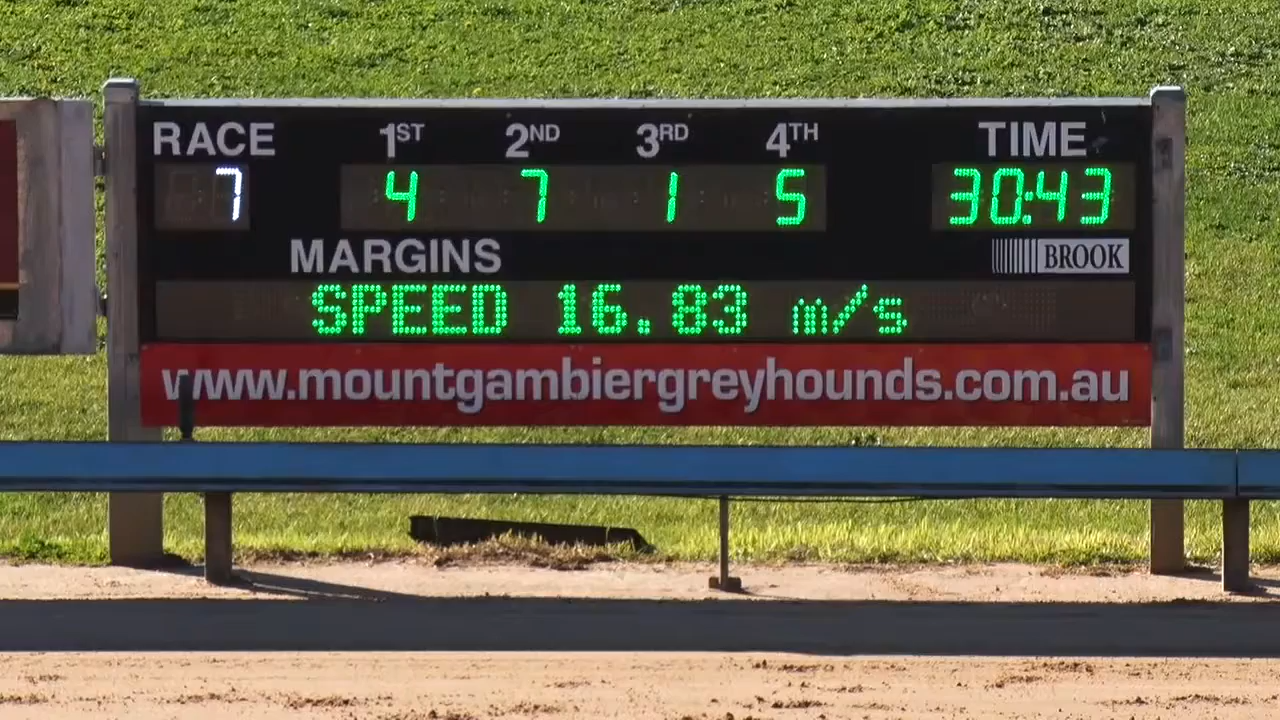 RACE 1ST 2ND 3RD 4TH TIME
7 4 7 1 5 30:43
MARGINS BROOK
SPEED 16.83 m/s
www.mountgambiergreyhounds.com.au